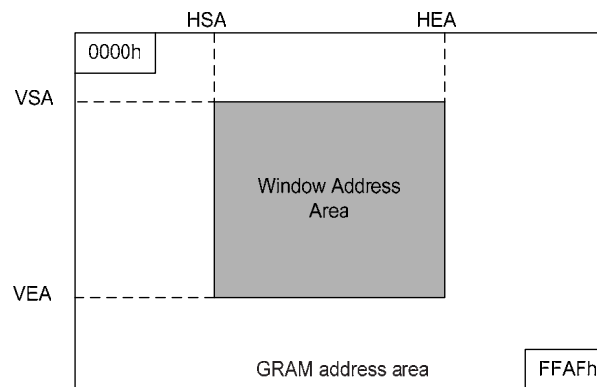 HSA HEA
0000h
VSA
Window Address
Area
VEA
GRAM address area
FFAFh